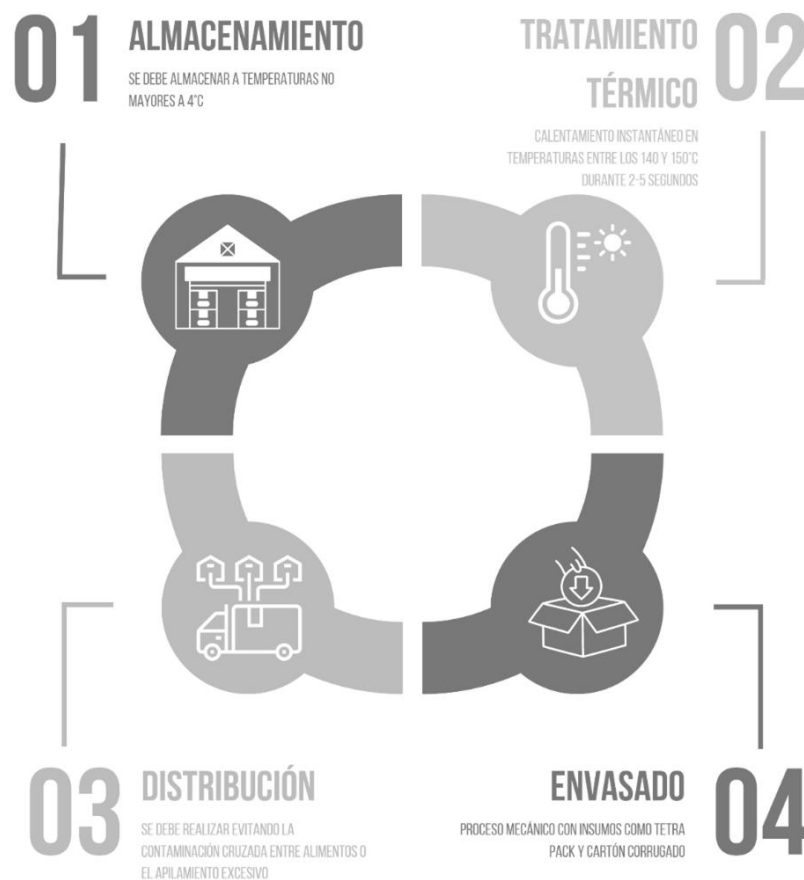 01
ALMACENAMIENTO
SE DEBE ALMACENAR A TEMPERATURAS NO
MAYORES A 4°C
02
TRATAMIENTO
TÉRMICO
CALENTAMIENTO INSTANTÁNEO EN
TEMPERATURAS ENTRE LOS 140 Y 150°C
DURANTE 2-5 SEGUNDOS
03
DISTRIBUCIÓN
SE DEBE REALIZAR EVITANDO LA
CONTAMINACIÓN CRUZADA ENTRE ALIMENTOS O
EL APILAMIENTO EXCESIVO
04
ENVASADO
PROCESO MECÁNICO CON INSUMOS COMO TETRA
PACK Y CARTÓN CORRUGADO